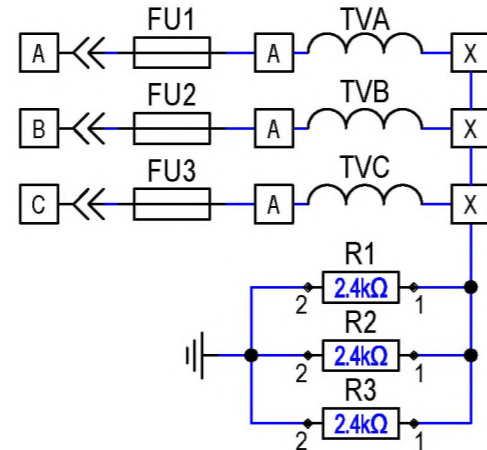 FU1 TVA
A A X
FU2 TVB
B A X
FU3 TVC
C A X
R1
2 2.4kΩ 1
R2
2 2.4kΩ 1
R3
2 2.4kΩ 1